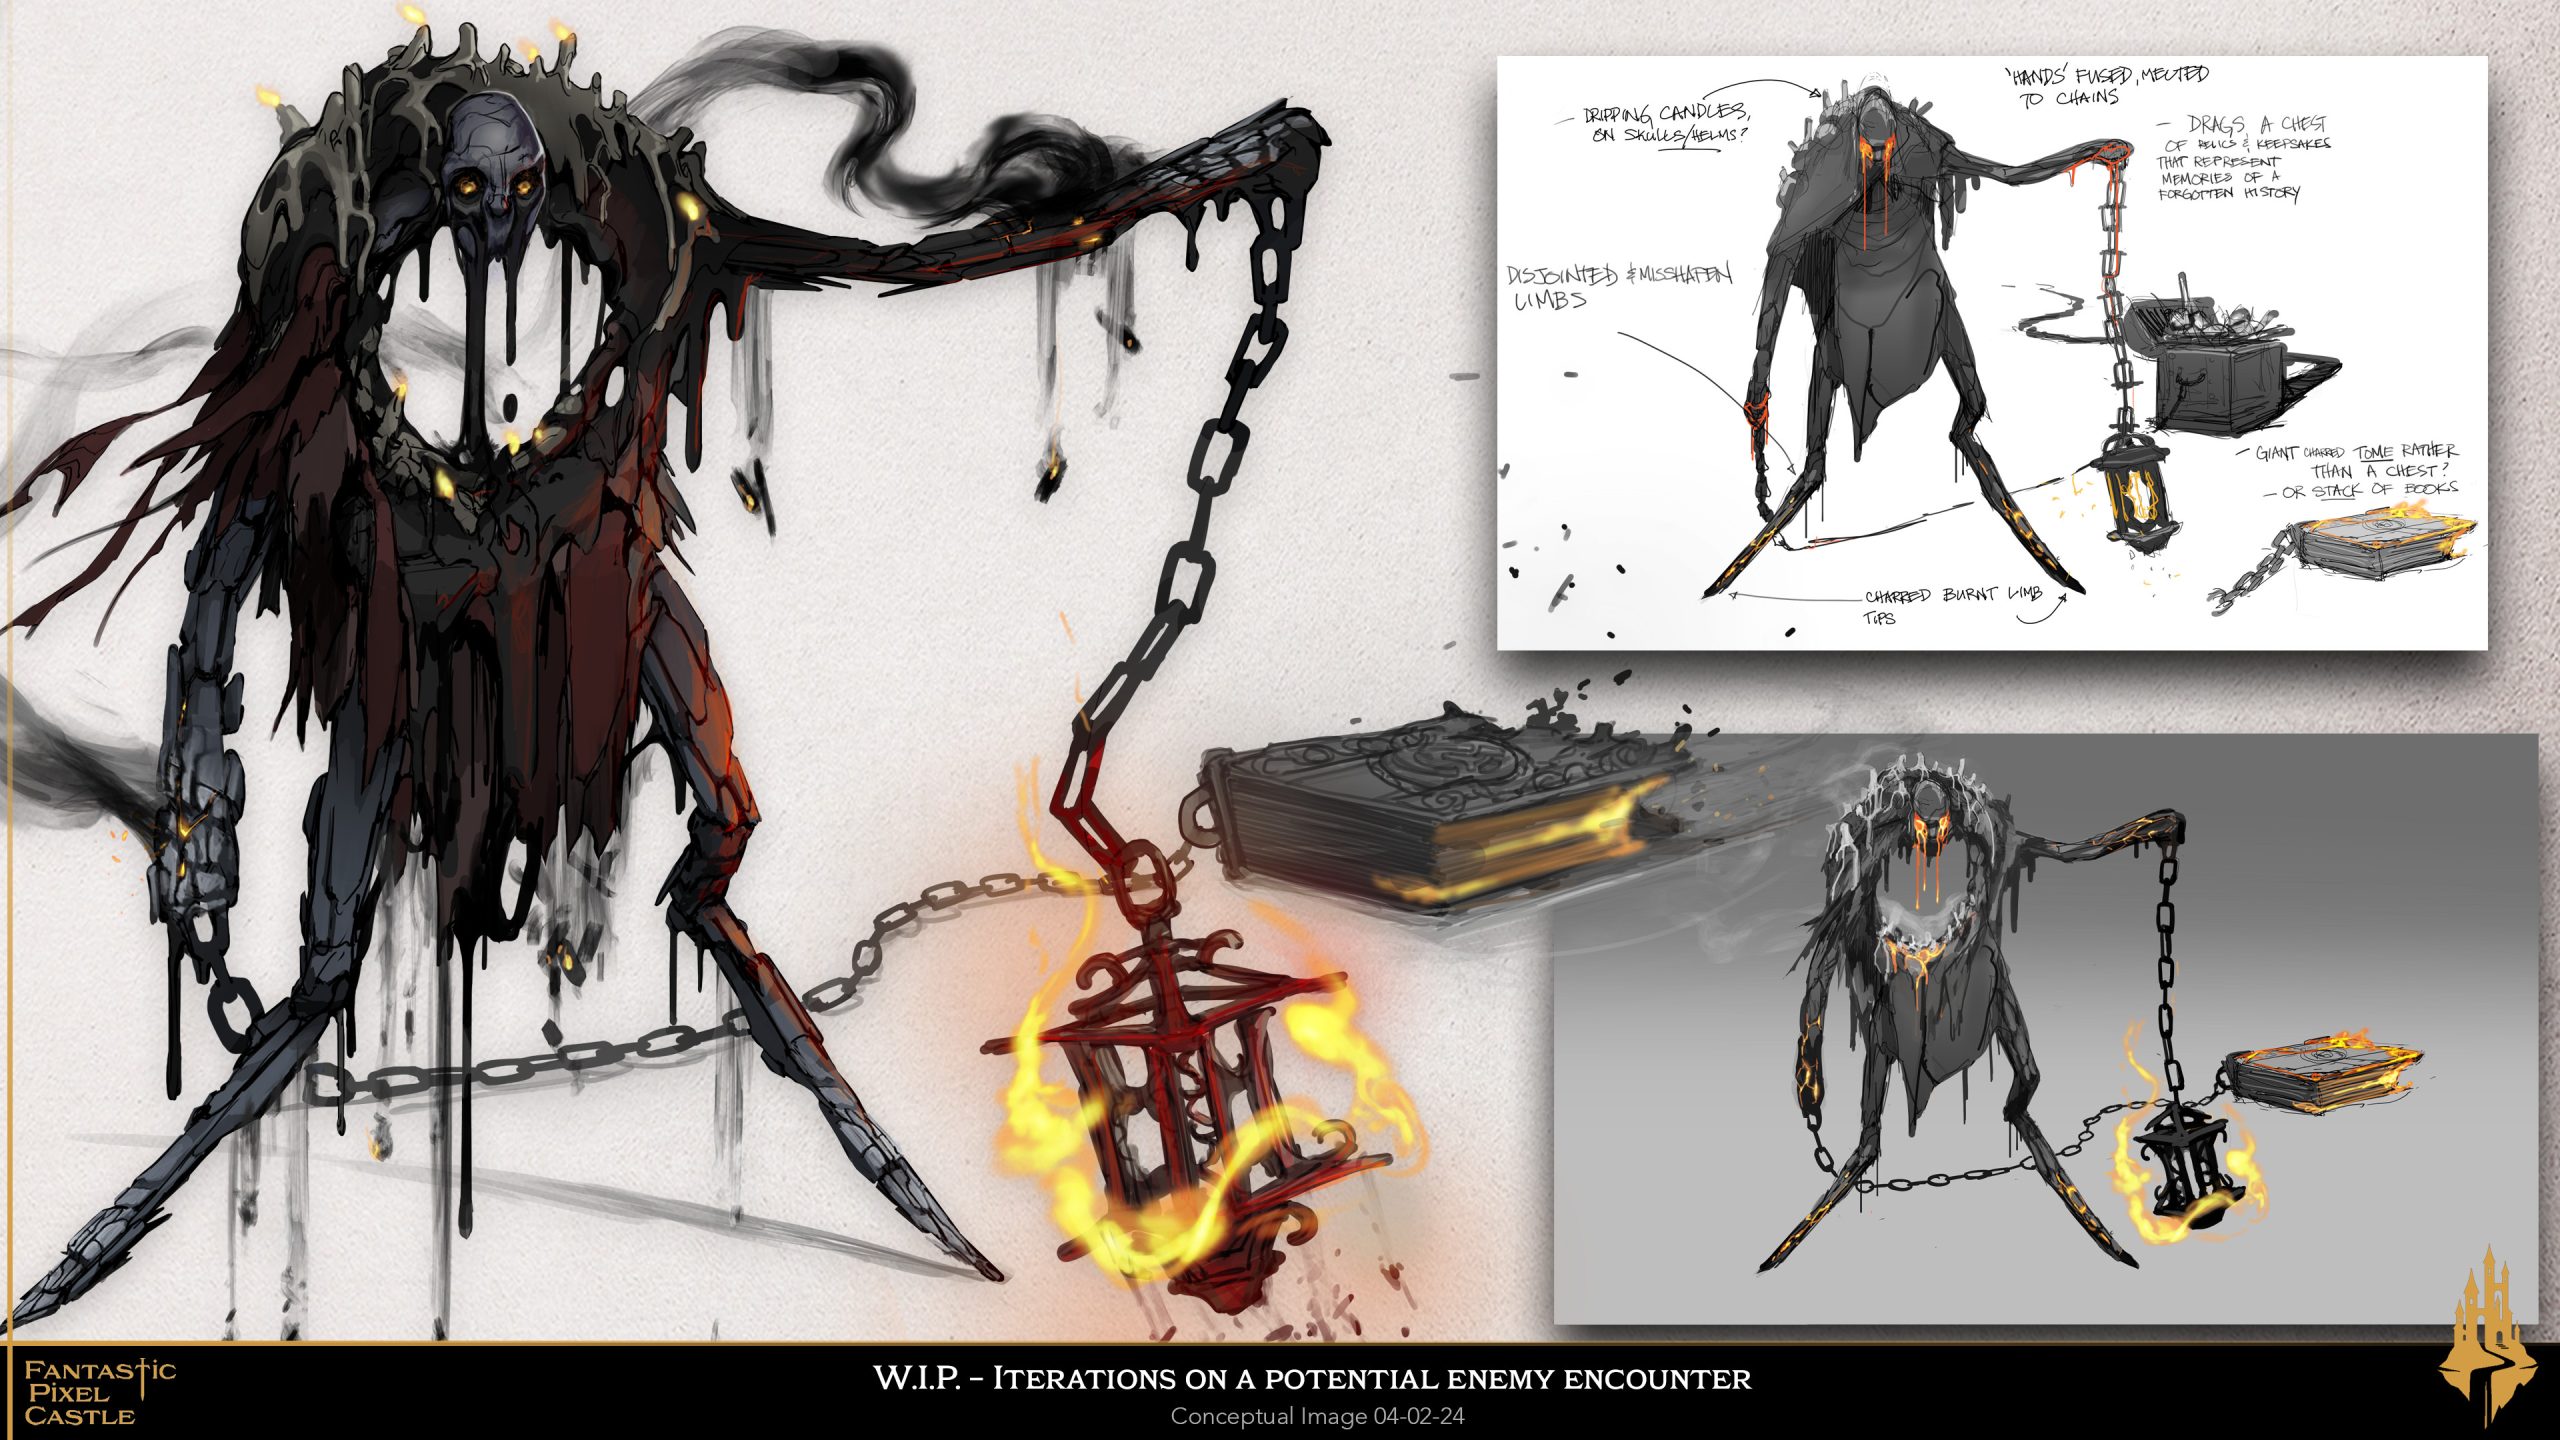 - DRIPPING CANDLES,
ON SKULLS/HELMS?
'HANDS' FUSED, MELTED
TO CHAINS
- DRAGS A CHEST
OF RELICS & KEEPSAKES
THAT REPRESENT
MEMORIES OF A
FORGOTTEN HISTORY
DISJOINTED & MISSHAPEN
LIMBS
- GIANT CHARRED TOME RATHER
THAN A CHEST?
- OR STACK OF BOOKS
CHARRED BURNT LIMB
TIPS
FANTASTIC
PIXEL
CASTLE
W.I.P. – ITERATIONS ON A POTENTIAL ENEMY ENCOUNTER
Conceptual Image 04-02-24